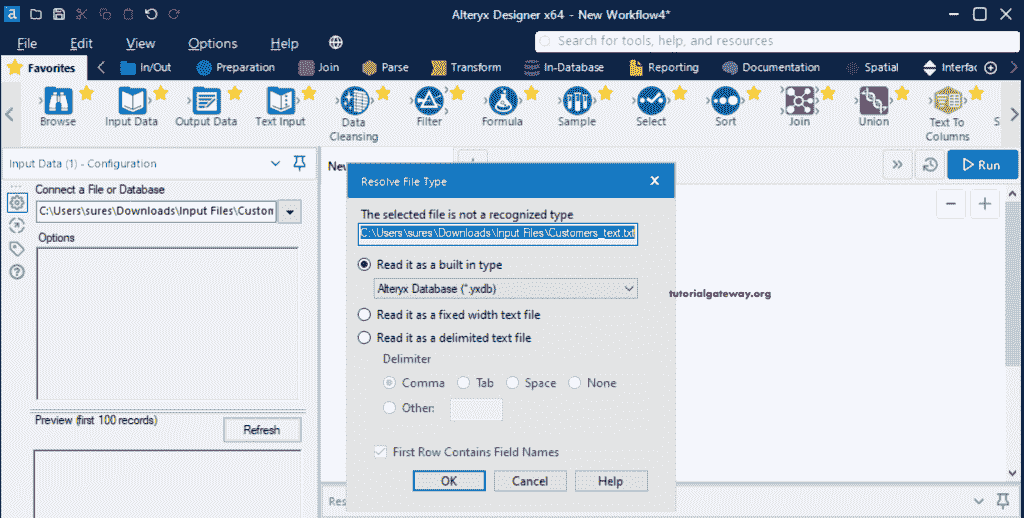 a
Alteryx Designer x64 - New Workflow4*
File Edit View Options Help
Search for tools, help, and resources
Favorites In/Out Preparation Join Parse Transform In-Database Reporting Documentation Spatial Interfac
Browse Input Data Output Data Text Input Data Cleansing Filter Formula Sample Select Sort Join Union Text To Columns S
Input Data (1) - Configuration
New
Run
Connect a File or Database
C:\Users\sures\Downloads\Input Files\Custom
Options
Resolve File Type
The selected file is not a recognized type
C:\Users\sures\Downloads\Input Files\Customers_text.txt
Read it as a built in type
Alteryx Database (*.yxdb)
tutorialgateway.org
Read it as a fixed width text file
Read it as a delimited text file
Delimiter
Comma Tab Space None
Other:
First Row Contains Field Names
OK Cancel Help
Preview (first 100 records)
Refresh
Res